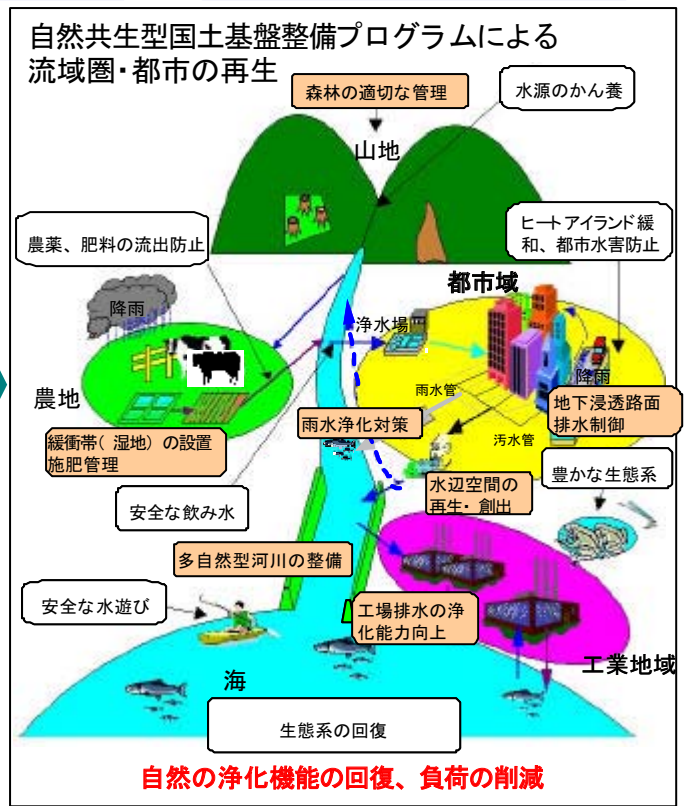 自然共生型国土基盤整備プログラムによる
流域圏・都市の再生
森林の適切な管理
水源のかん養
山地
農薬、肥料の流出防止
ヒートアイランド緩
和、都市水害防止
都市域
降雨
浄水場
降雨
農地
雨水管
地下浸透路面
排水制御
雨水浄化対策
汚水管
緩衝帯(湿地)の設置
施肥管理
豊かな生態系
水辺空間の
再生・創出
安全な飲み水
多自然型河川の整備
安全な水遊び
工場排水の浄
化能力向上
工業地域
海
生態系の回復
自然の浄化機能の回復、負荷の削減